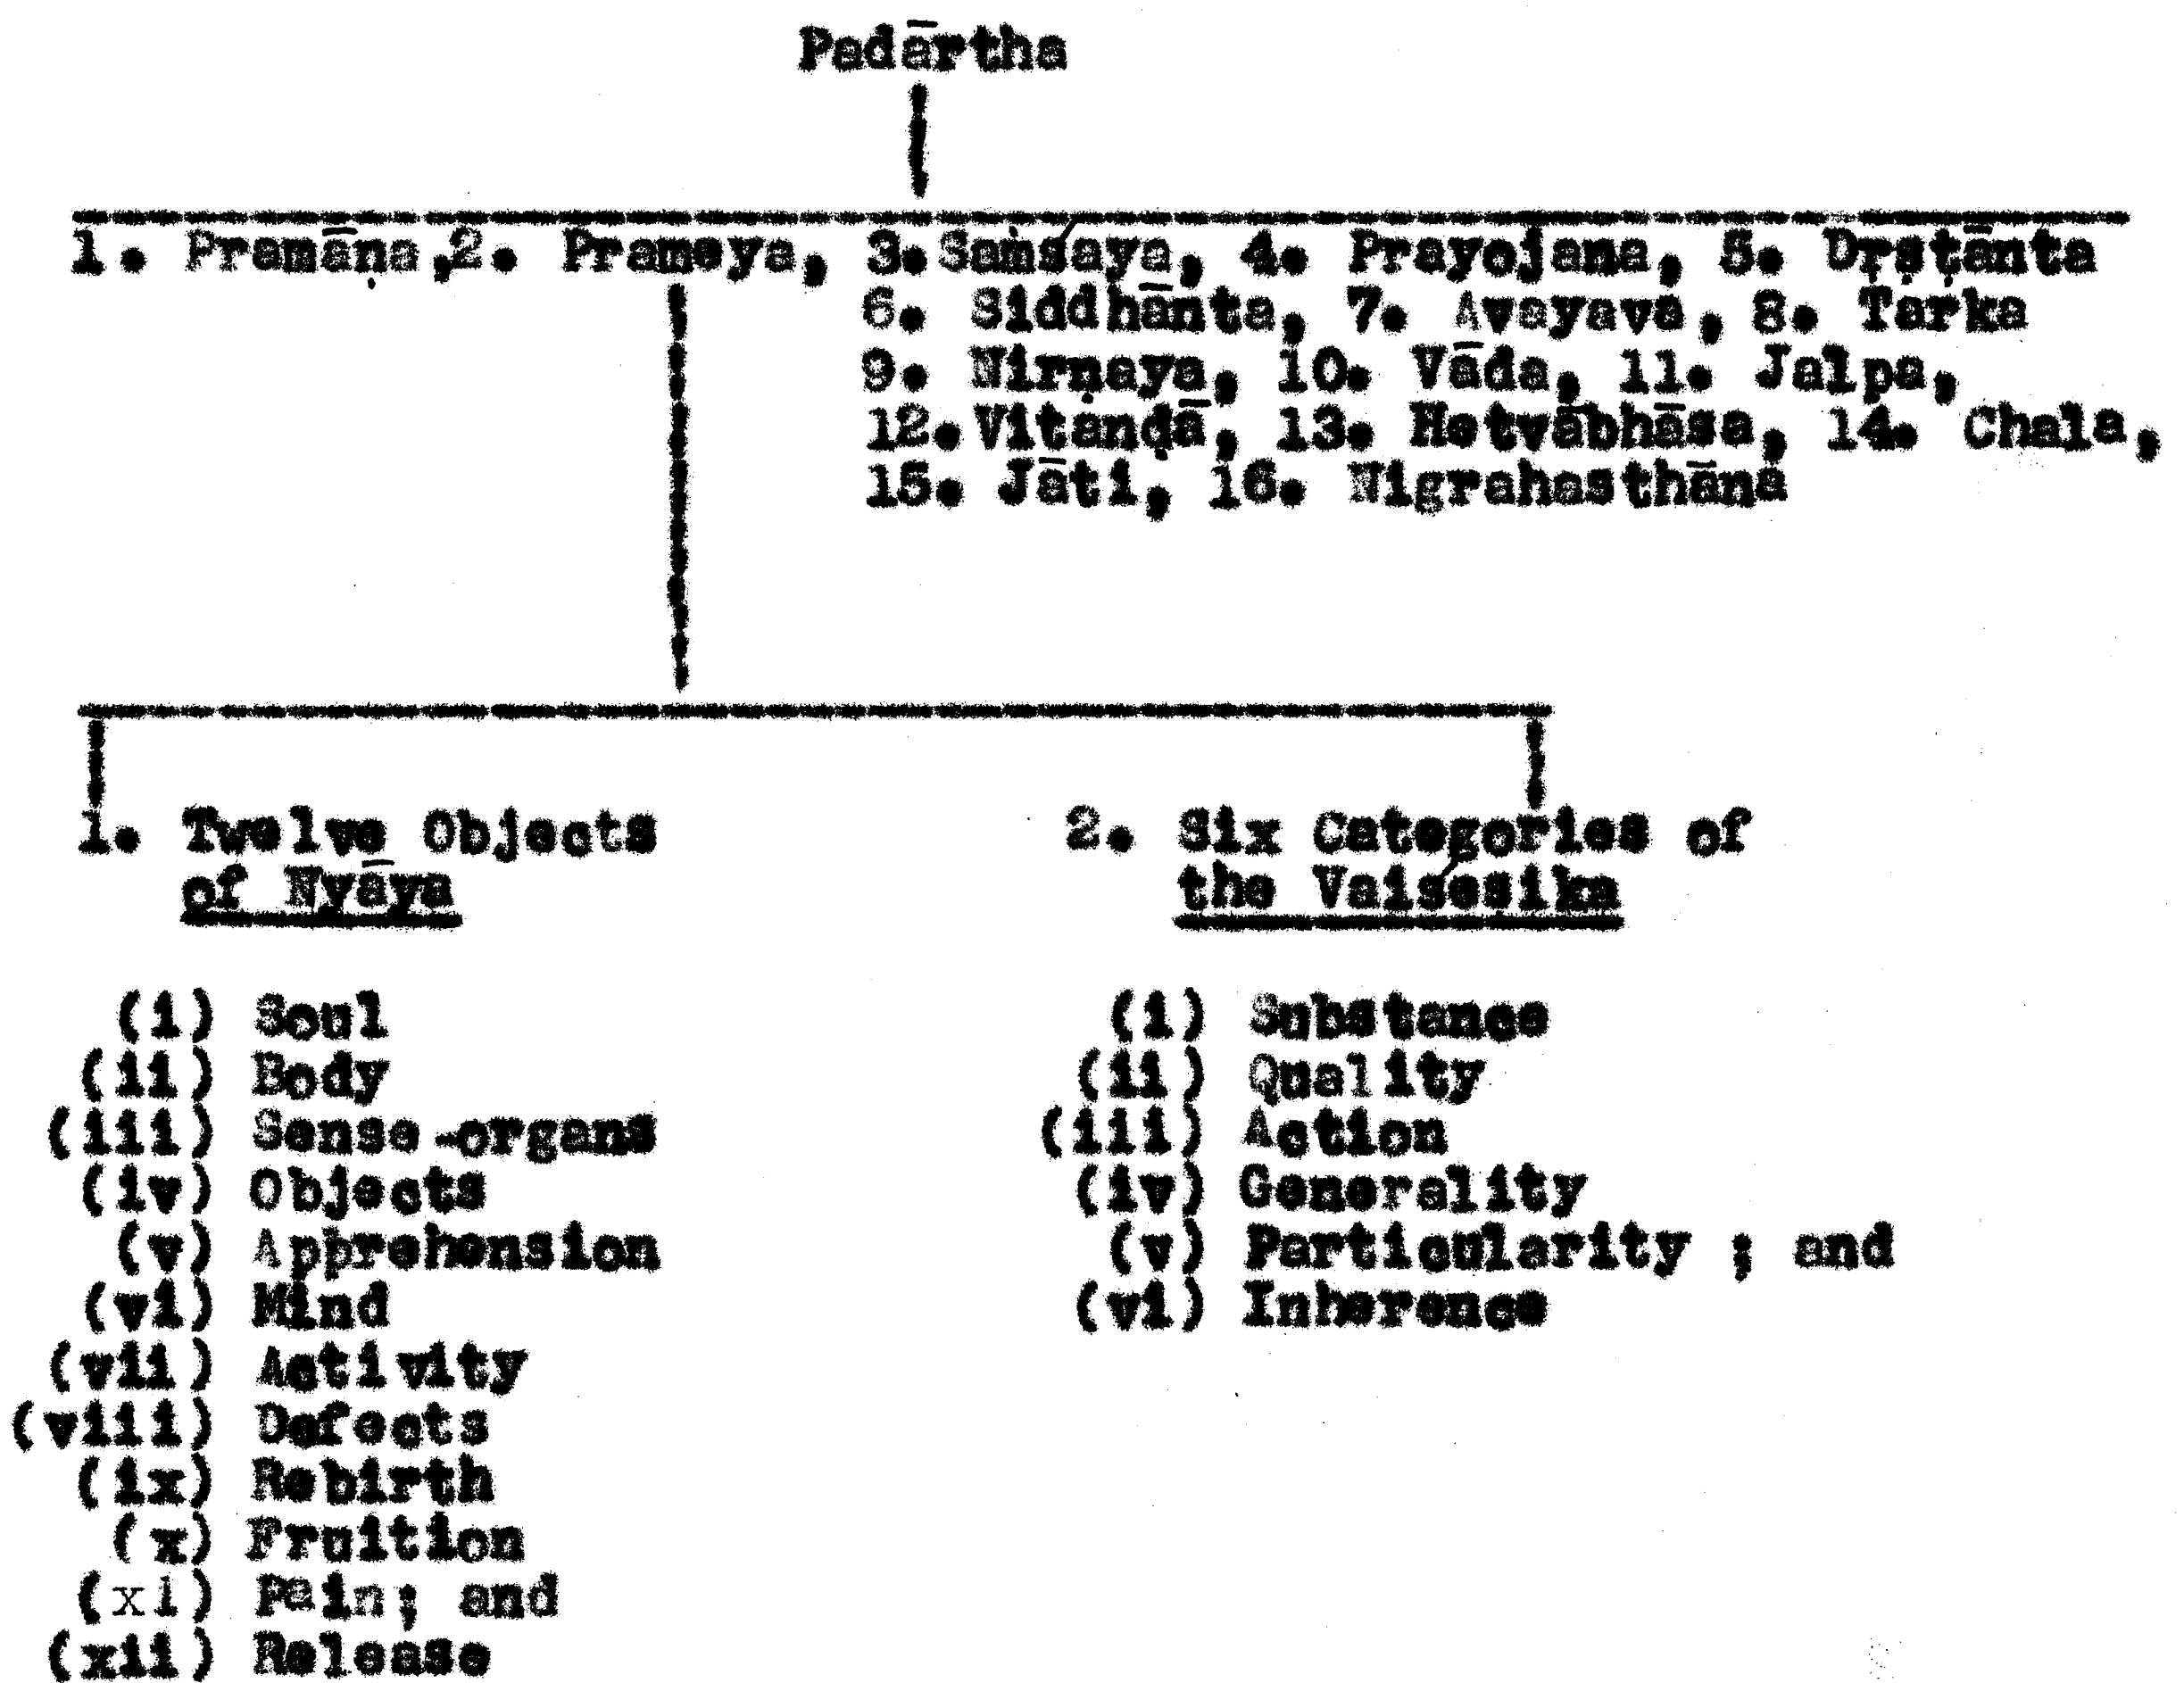 Padārtha
1. Pramāṇa, 2. Prameya, 3. Saṁśaya, 4. Prayojana, 5. Dṛṣṭānta
6. Siddhānta, 7. Avayava, 8. Tarka
9. Nirṇaya, 10. Vāda, 11. Jalpa,
12. Vitaṇḍā, 13. Hetvābhāsa, 14. Chala,
15. Jāti, 16. Nigrahasthāna
1. Twelve Objects
of Nyāya
(i) Soul
(ii) Body
(iii) Sense-organs
(iv) Objects
(v) Apprehension
(vi) Mind
(vii) Activity
(viii) Defects
(ix) Rebirth
(x) Fruition
(xi) Pain; and
(xii) Release
2. Six Categories of
the Vaiśesika
(i) Substance
(ii) Quality
(iii) Action
(iv) Generality
(v) Particularity ; and
(vi) Inherence